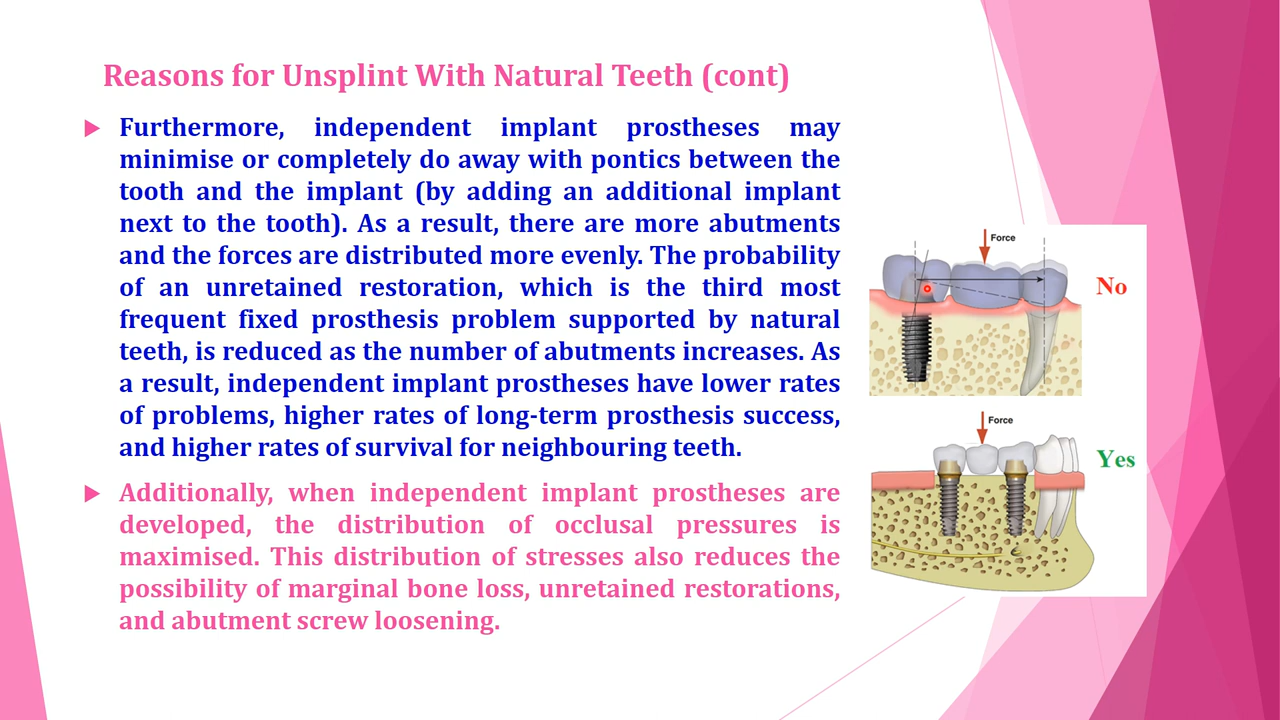 Reasons for Unsplint With Natural Teeth (cont)
Furthermore, independent implant prostheses may
minimise or completely do away with pontics between the
tooth and the implant (by adding an additional implant
next to the tooth). As a result, there are more abutments
and the forces are distributed more evenly. The probability
of an unretained restoration, which is the third most
frequent fixed prosthesis problem supported by natural
teeth, is reduced as the number of abutments increases. As
a result, independent implant prostheses have lower rates
of problems, higher rates of long-term prosthesis success,
and higher rates of survival for neighbouring teeth.
Additionally, when independent implant prostheses are
developed, the distribution of occlusal pressures is
maximised. This distribution of stresses also reduces the
possibility of marginal bone loss, unretained restorations,
and abutment screw loosening.
Force
No
Force
Yes